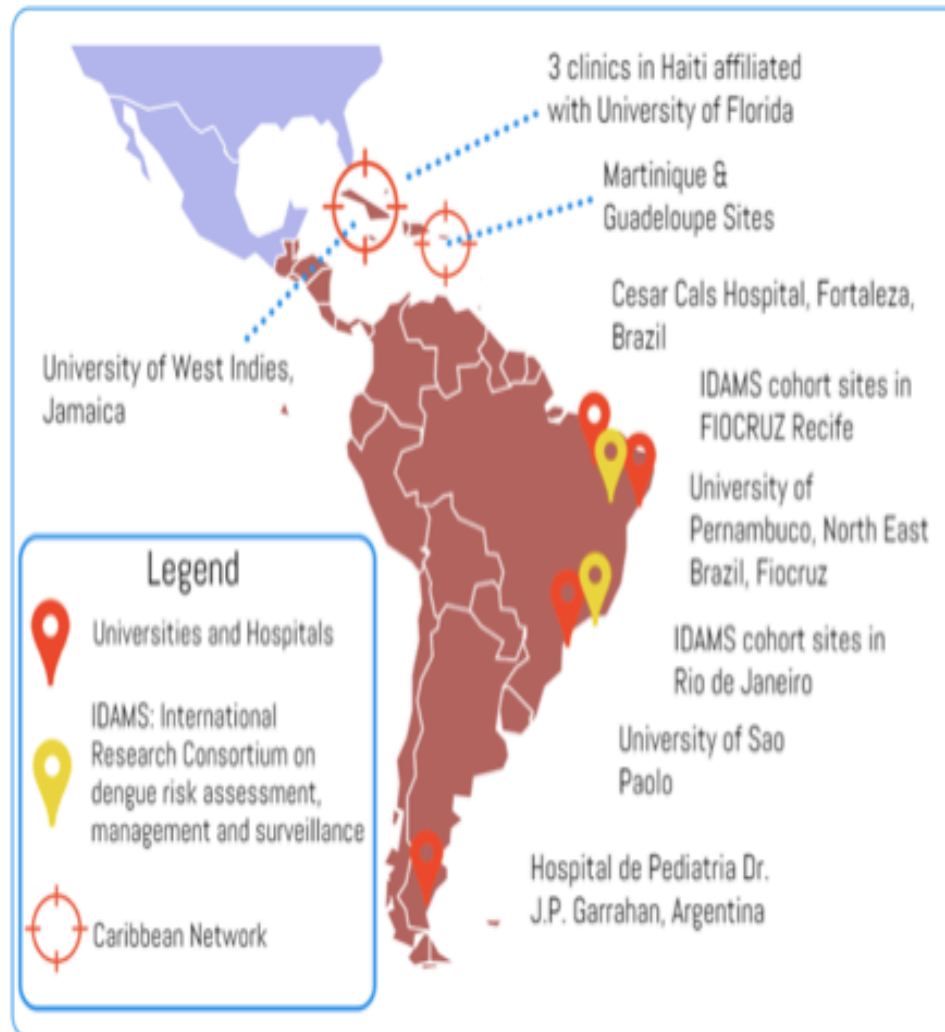 3 clinics in Haiti affiliated
with University of Florida
Martinique &
Guadeloupe Sites
Cesar Cals Hospital, Fortaleza,
Brazil
University of West Indies,
Jamaica
IDAMS cohort sites in
FIOCRUZ Recife
University of
Pernambuco, North East
Brazil, Fiocruz
IDAMS cohort sites in
Rio de Janeiro
University of Sao
Paolo
Hospital de Pediatria Dr.
J.P. Garrahan, Argentina
Legend
Universities and Hospitals
IDAMS: International
Research Consortium on
dengue risk assessment,
management and surveillance
Caribbean Network